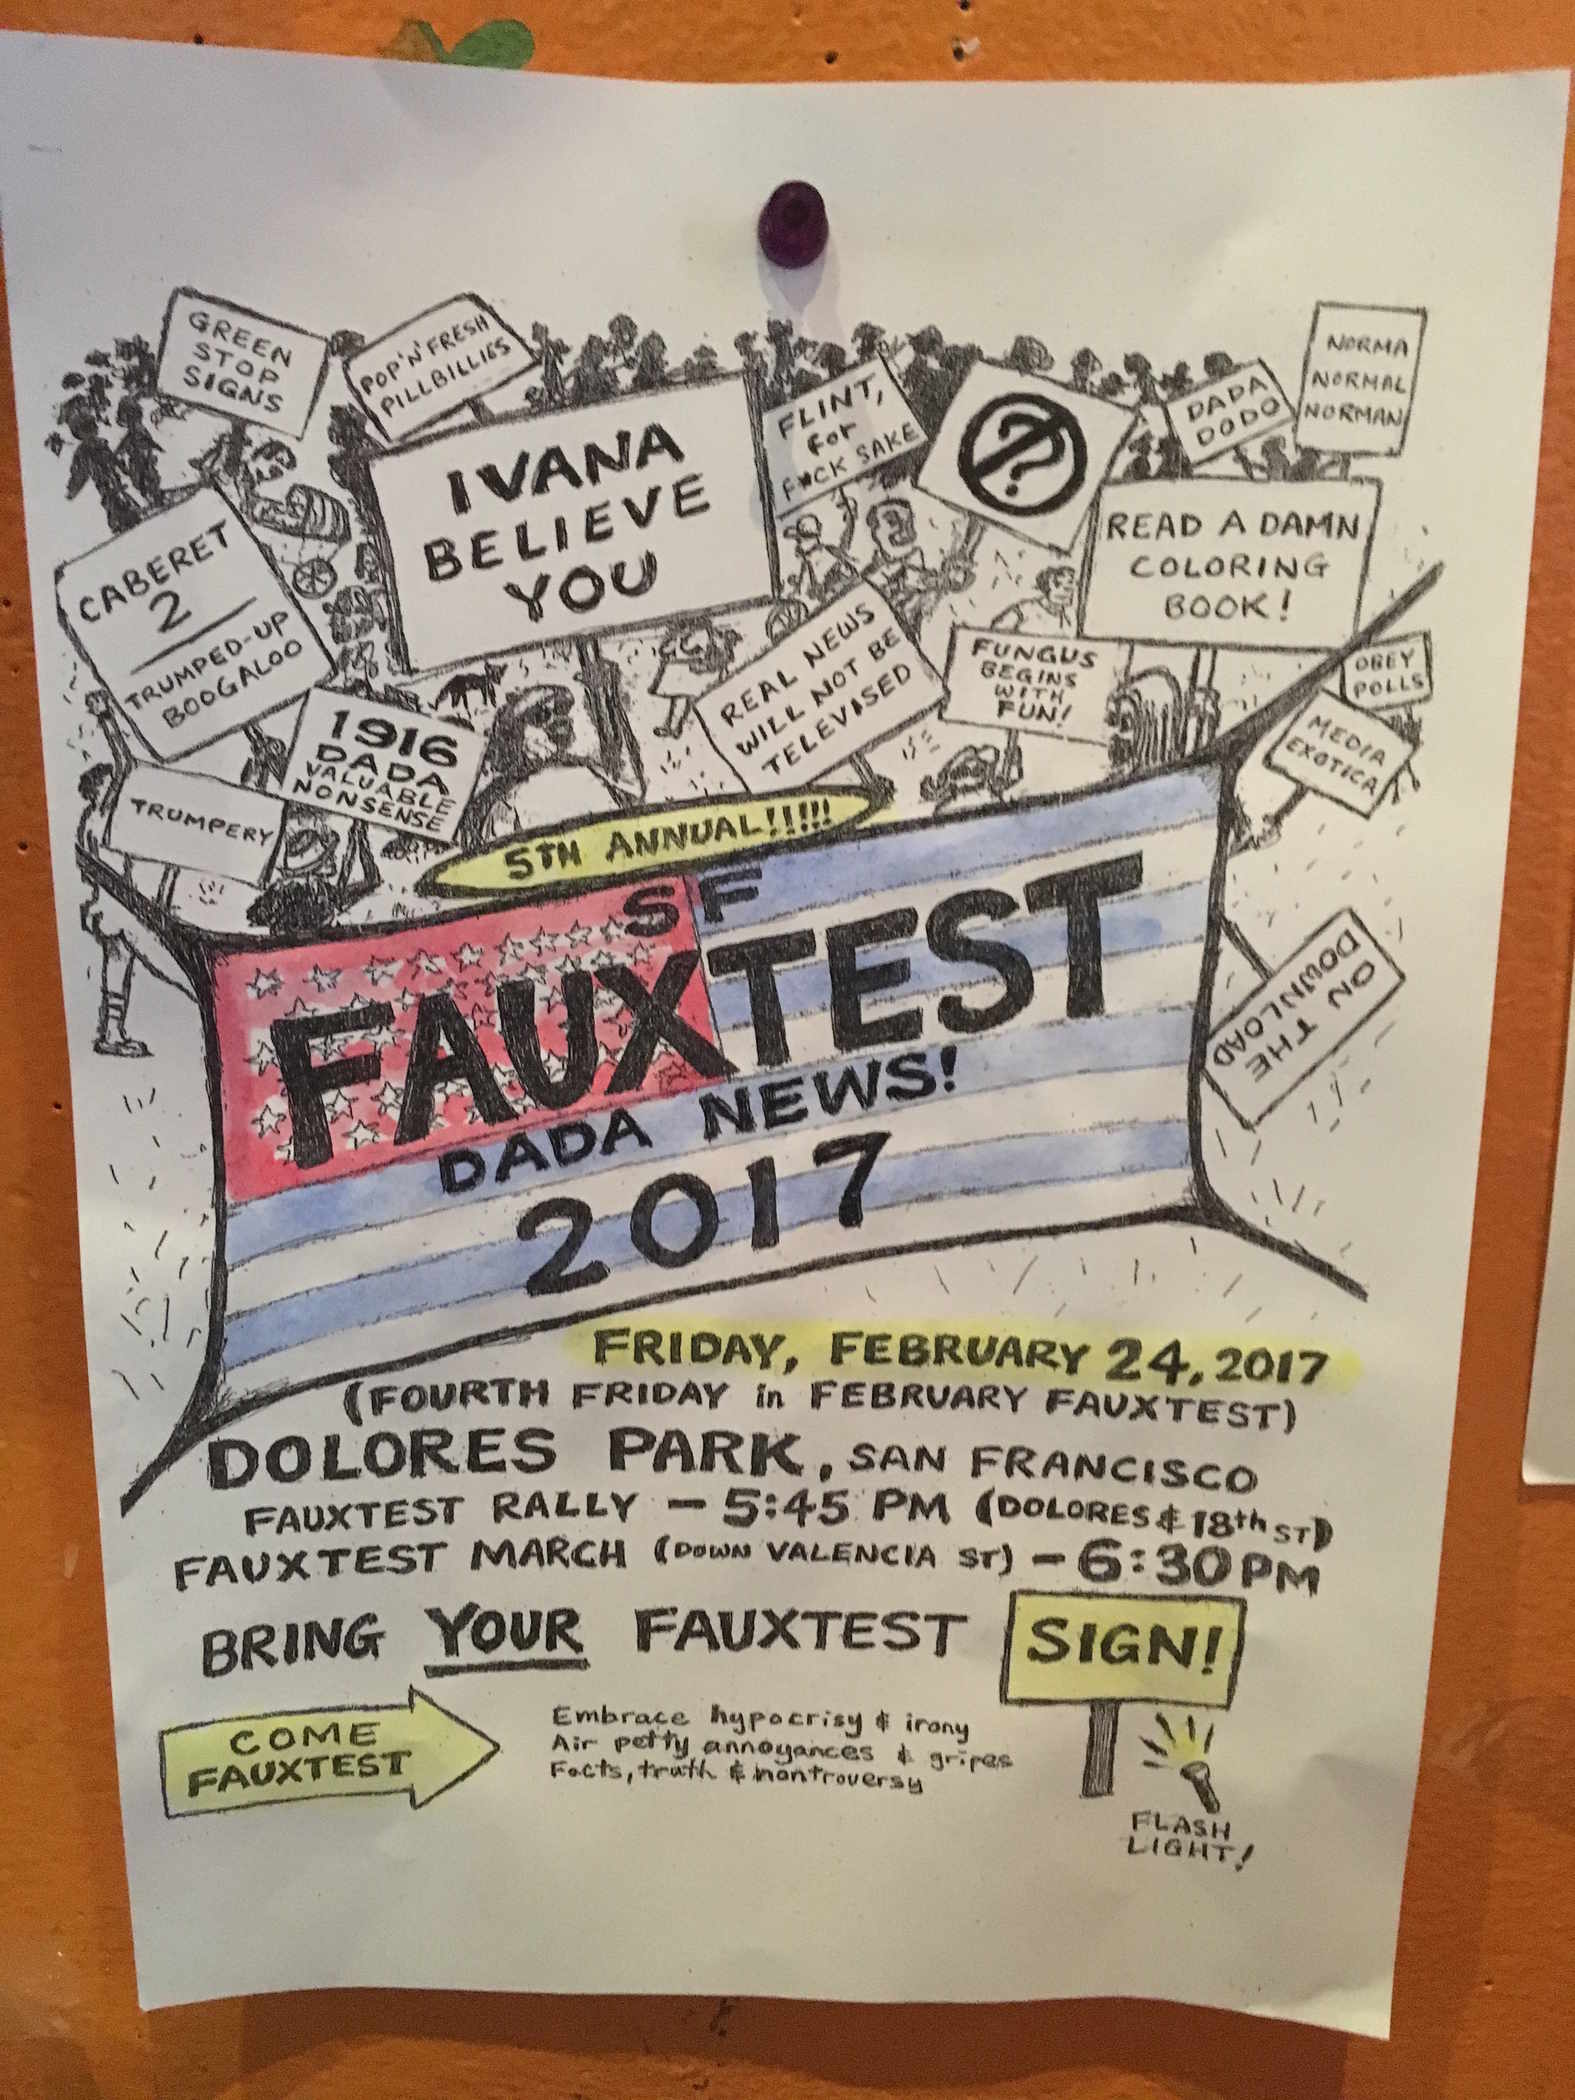 GREEN
STOP
SIGNS
POP'N'FRESH
PILLBILLIES
IVANA
BELIEVE
YOU
FLINT,
for
F*CK SAKE
?
DADA
DODO
NORMA
NORMAL
NORMAN
CABERET
2
TRUMPED-UP
BOOGALOO
READ A DAMN
COLORING
BOOK!
REAL NEWS
WILL NOT BE
TELEVISED
FUNGUS
BEGINS
WITH
FUN!
OBEY
POLLS
MEDIA
EXOTICA
1916
DADA
VALUABLE
NONSENSE
TRUMPERY
5TH ANNUAL!!!!!
SF
FAUXTEST
DADA NEWS!
2017
ON THE
DOWNLOAD
FRIDAY, FEBRUARY 24, 2017
(FOURTH FRIDAY in FEBRUARY FAUXTEST)
DOLORES PARK, SAN FRANCISCO
FAUXTEST RALLY - 5:45 PM (DOLORES & 18th ST)
FAUXTEST MARCH (DOWN VALENCIA ST) - 6:30 PM
BRING YOUR FAUXTEST SIGN!
COME
FAUXTEST
Embrace hypocrisy & irony
Air petty annoyances & gripes
Facts, truth & nontroversy
FLASH
LIGHT!